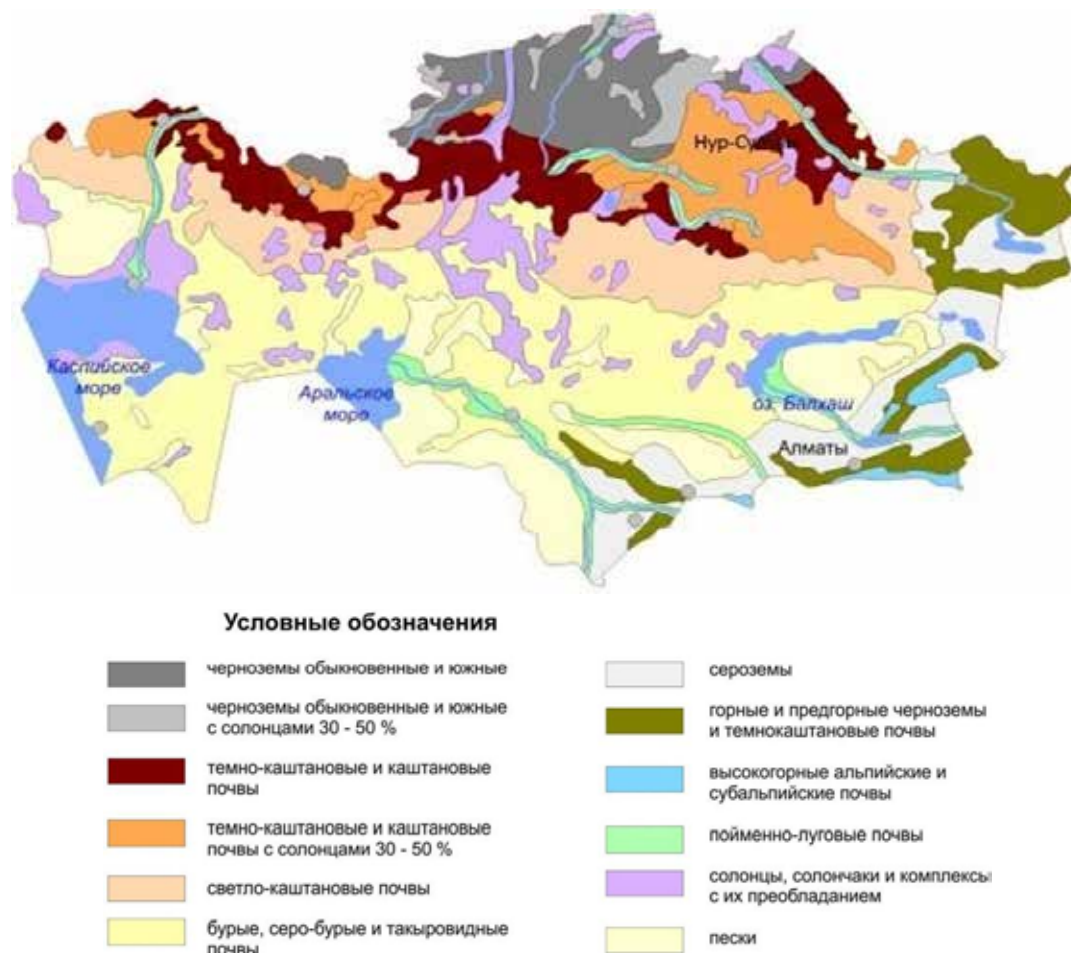 Нур-Султан
Каспийское
море
Аральское
море
оз. Балхаш
Алматы
Условные обозначения
черноземы обыкновенные и южные
черноземы обыкновенные и южные
с солонцами 30 - 50 %
темно-каштановые и каштановые
почвы
темно-каштановые и каштановые
почвы с солонцами 30 - 50 %
светло-каштановые почвы
бурые, серо-бурые и такыровидные
почвы
сероземы
горные и предгорные черноземы
и темнокаштановые почвы
высокогорные альпийские и
субальпийские почвы
пойменно-луговые почвы
солонцы, солончаки и комплексы
с их преобладанием
пески